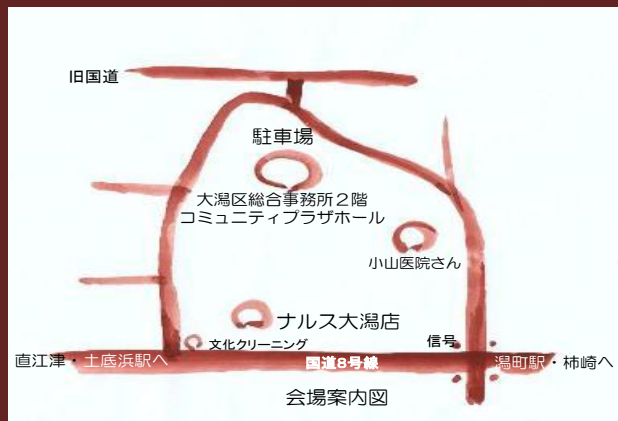 旧国道
駐車場
大潟区総合事務所２階
コミュニティプラザホール
小山医院さん
ナルス大潟店
文化クリーニング
信号
直江津・土底浜駅へ
国道8号線
潟町駅・柿崎へ
会場案内図